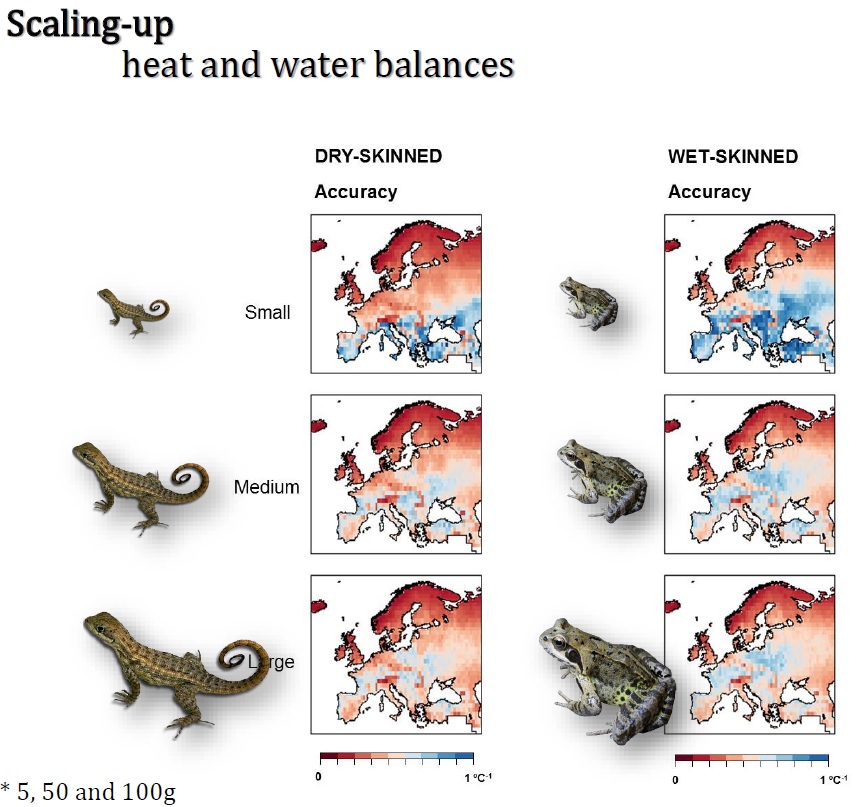 Scaling-up
heat and water balances
DRY-SKINNED
WET-SKINNED
Accuracy
Accuracy
Small
Medium
Large
0
1 ºC-1
0
1 ºC-1
* 5, 50 and 100g